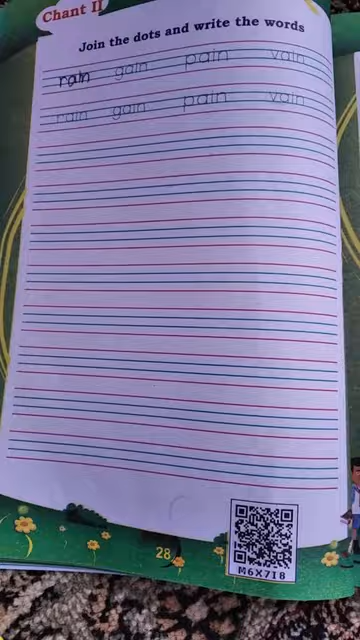 Chant II
Join the dots and write the words
rain gain pain vain
rain gain pain vain
28
M6X7I8